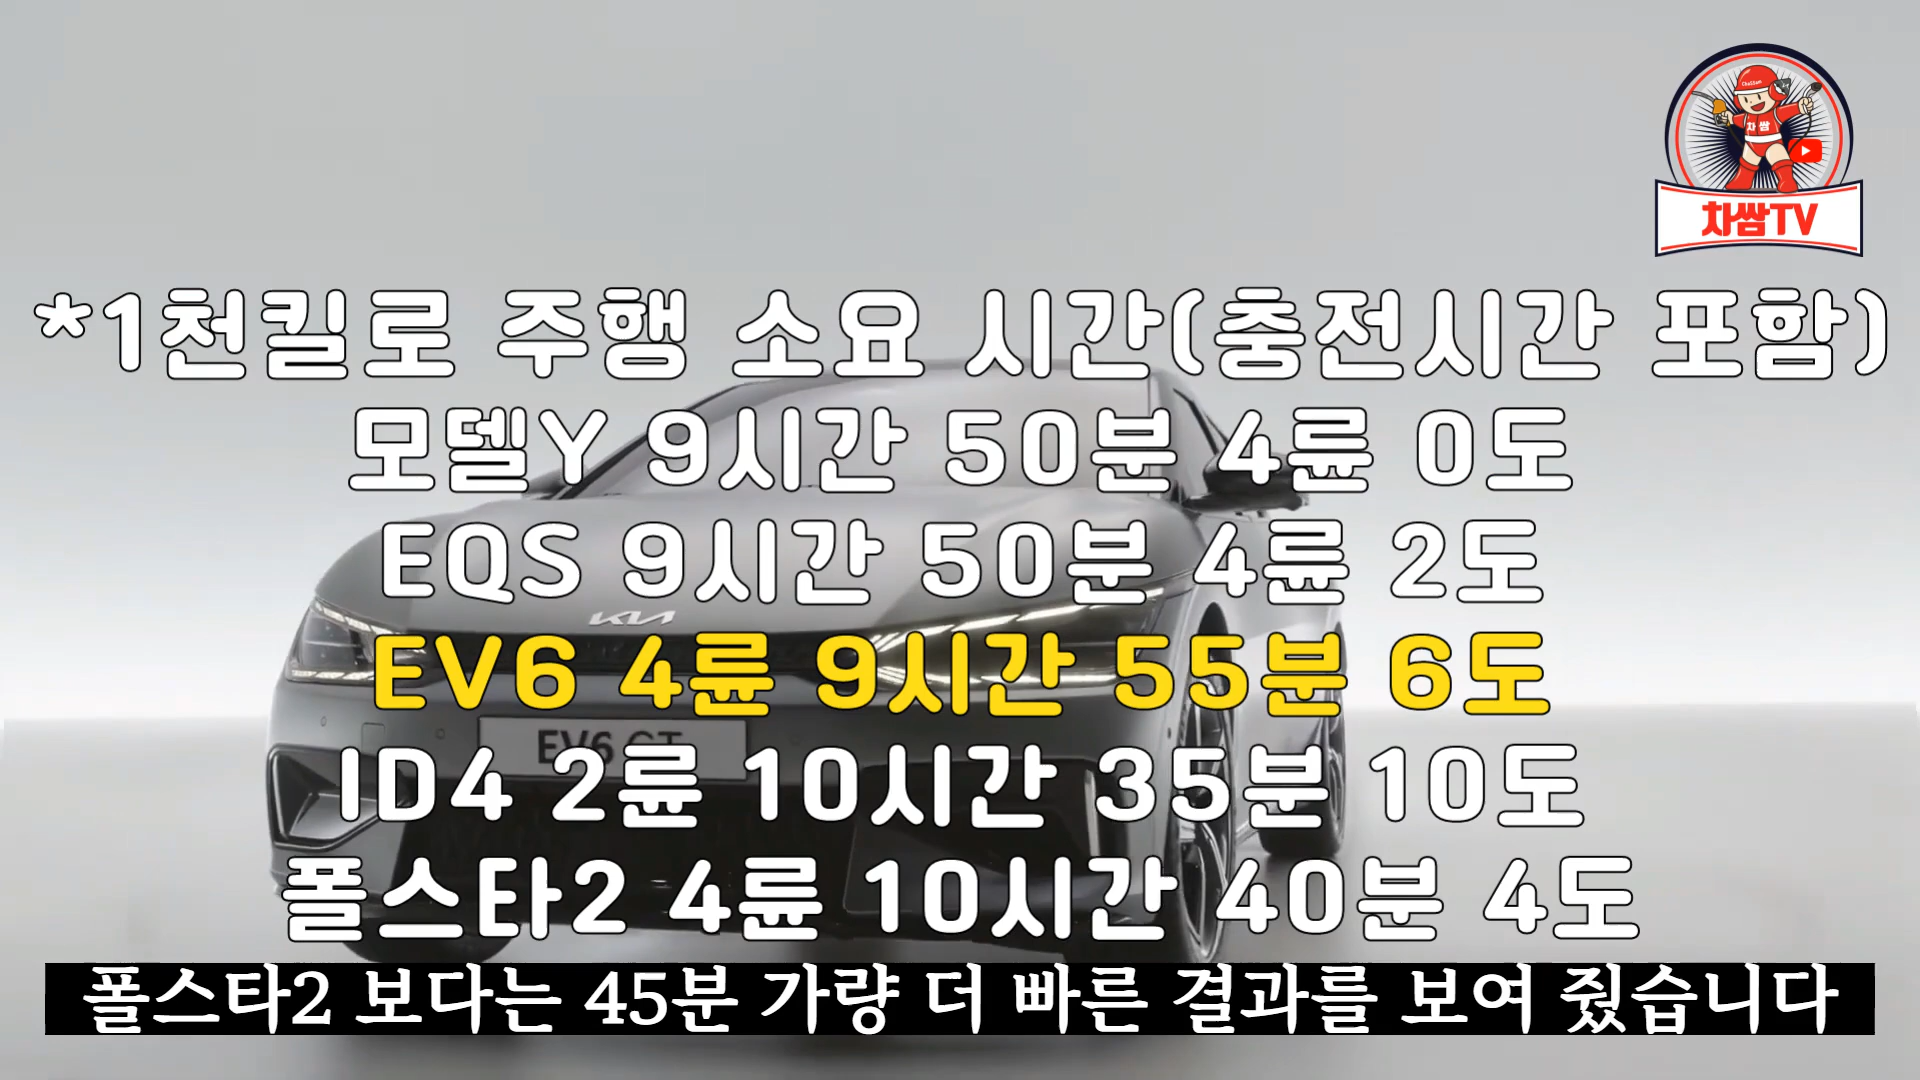 차쌈
차쌈TV
*1천킬로 주행 소요 시간(충전시간 포함)
모델Y 9시간 50분 4륜 0도
EQS 9시간 50분 4륜 2도
KIA
EV6 4륜 9시간 55분 6도
EV6 GT
ID4 2륜 10시간 35분 10도
폴스타2 4륜 10시간 40분 4도
폴스타2 보다는 45분 가량 더 빠른 결과를 보여 줬습니다